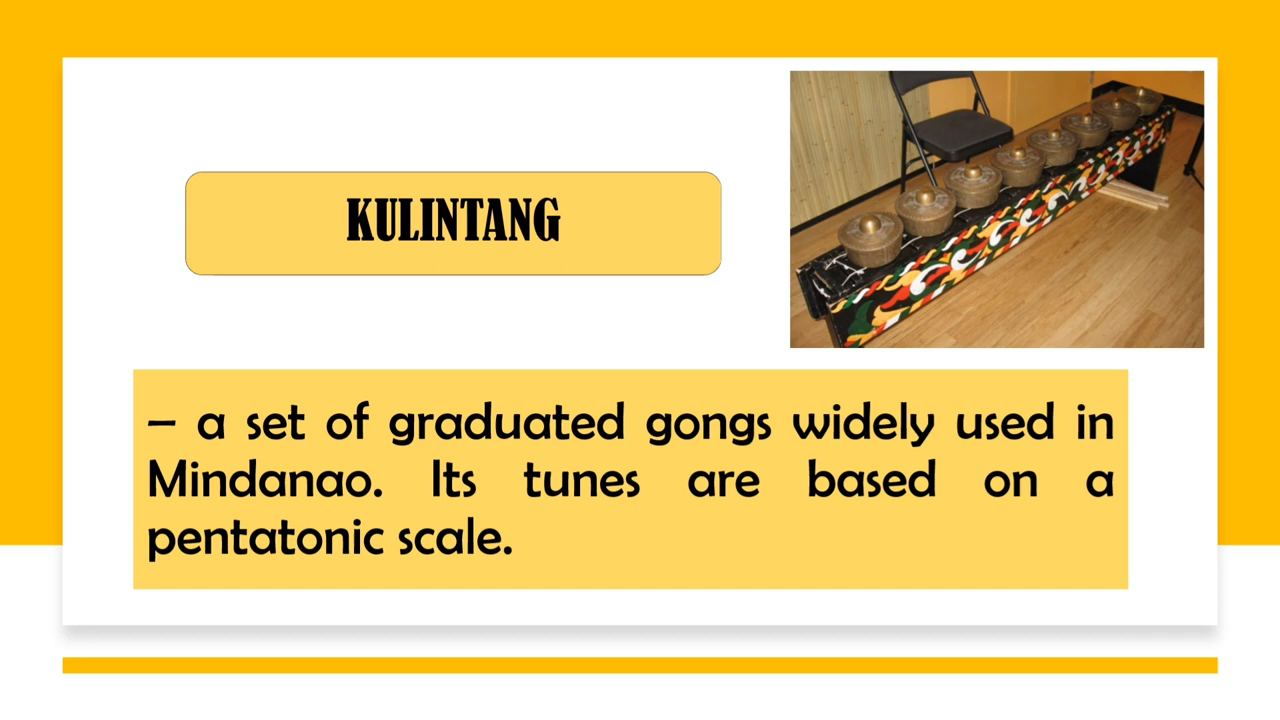 KULINTANG
– a set of graduated gongs widely used in
Mindanao. Its tunes are based on a
pentatonic scale.